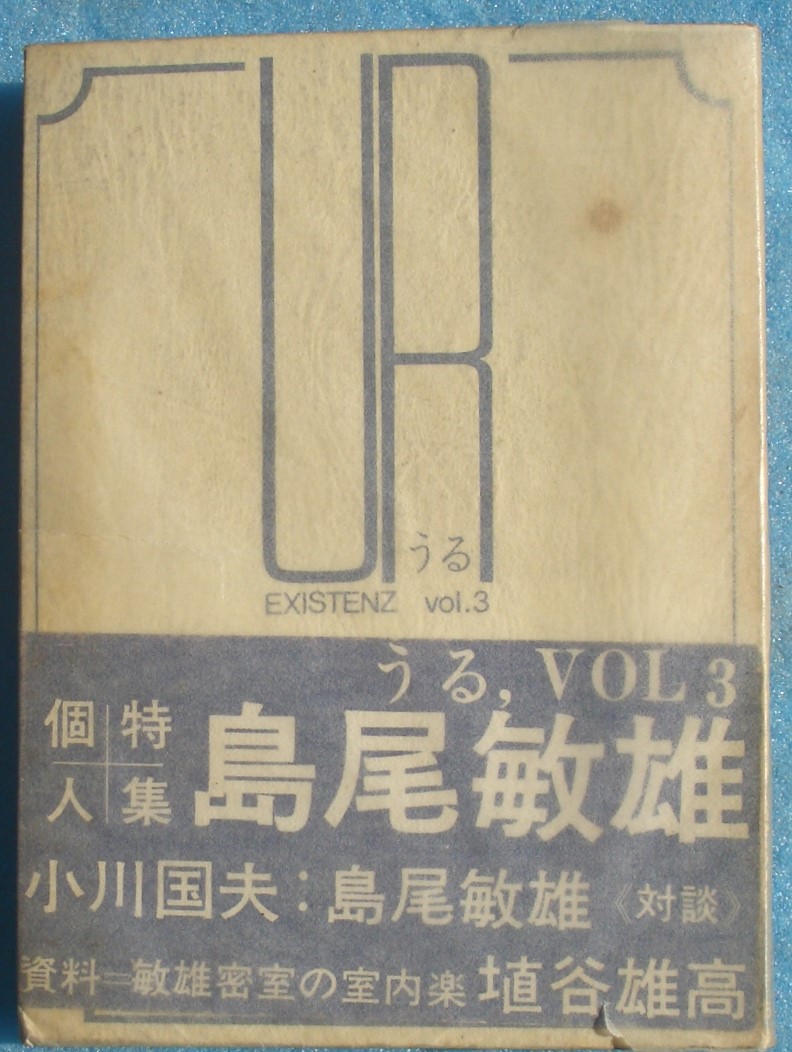 UR
うる
EXISTENZ vol.3
うる, VOL 3
個人特集
島尾敏雄
小川国夫:島尾敏雄《対談》
資料=敏雄密室の室内楽 埴谷雄高